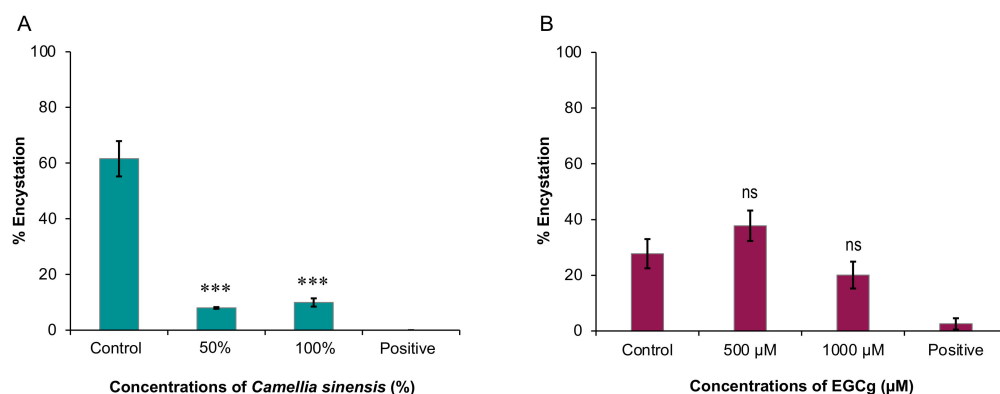 A
% Encystation
100
80
60
40
20
0
***
***
Control 50% 100% Positive
Concentrations of Camellia sinensis (%)
B
% Encystation
100
80
60
40
20
0
ns
ns
Control 500 µM 1000 µM Positive
Concentrations of EGCg (µM)